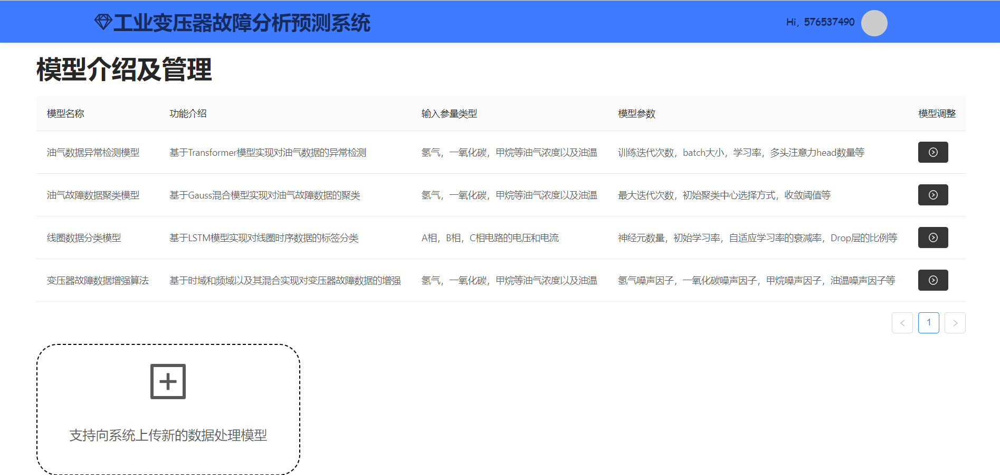 工业变压器故障分析预测系统
Hi，576537490
模型介绍及管理
模型名称 功能介绍 输入参量类型 模型参数 模型调整
油气数据异常检测模型 基于Transformer模型实现对油气数据的异常检测 氢气，一氧化碳，甲烷等油气浓度以及油温 训练迭代次数，batch大小，学习率，多头注意力head数量等
油气故障数据聚类模型 基于Gauss混合模型实现对油气故障数据的聚类 氢气，一氧化碳，甲烷等油气浓度以及油温 最大迭代次数，初始聚类中心选择方式，收敛阈值等
线圈数据分类模型 基于LSTM模型实现对线圈时序数据的标签分类 A相，B相，C相电路的电压和电流 神经元数量，初始学习率，自适应学习率的衰减率，Drop层的比例等
变压器故障数据增强算法 基于时域和频域以及其混合实现对变压器故障数据的增强 氢气，一氧化碳，甲烷等油气浓度以及油温 氢气噪声因子，一氧化碳噪声因子，甲烷噪声因子，油温噪声因子等
< 1 >
支持向系统上传新的数据处理模型